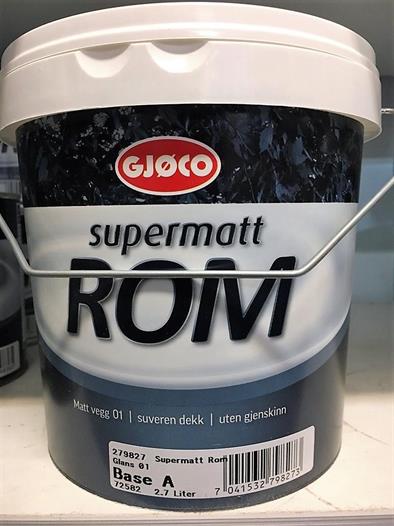 GJØCO
supermatt
ROM
Matt vegg 01 | suveren dekk | uten gjenskinn
279827 Supermatt Rom
Glans 01
Base A
72582 2.7 Liter
7 041532 798273